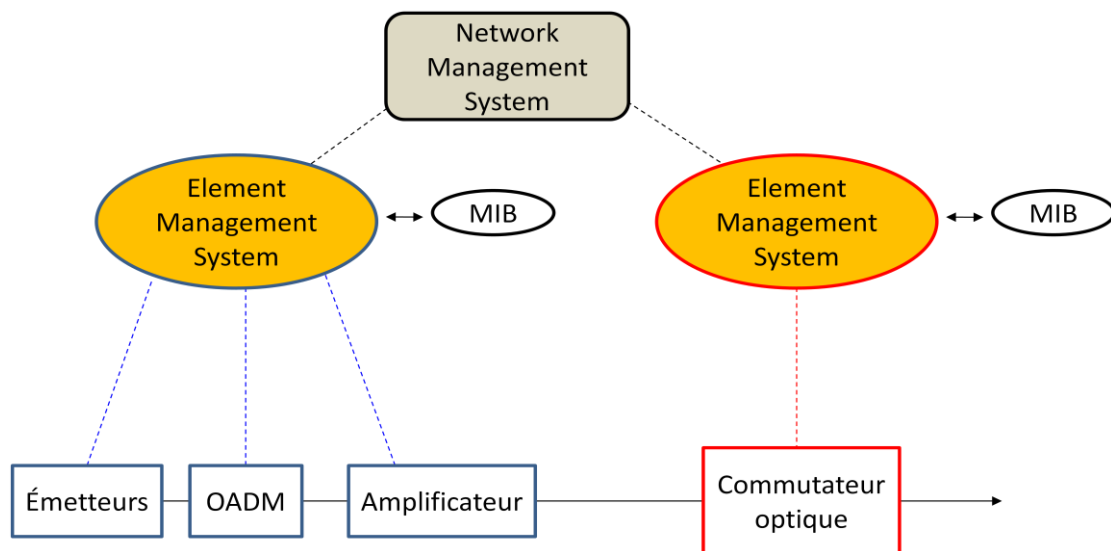 Network
Management
System
Element
Management
System
MIB
Element
Management
System
MIB
Émetteurs
OADM
Amplificateur
Commutateur
optique